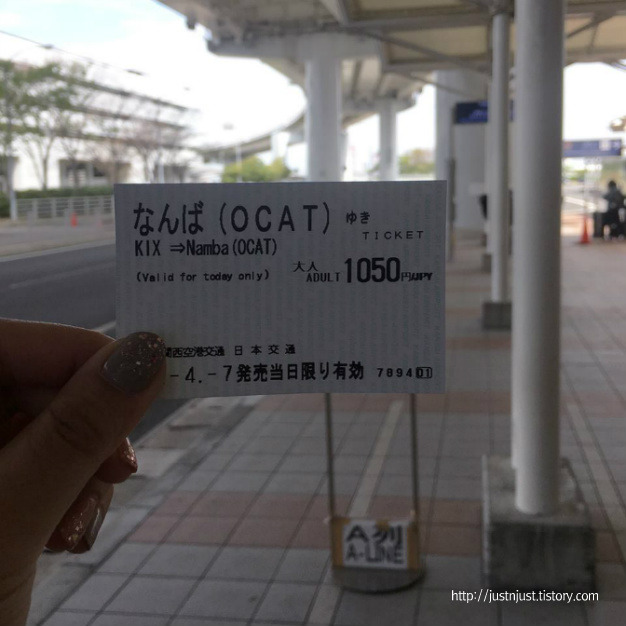 なんば (OCAT) ゆき
TICKET
KIX ⇒Namba(OCAT)
(Valid for today only)
大人
ADULT 1050円JPY
関西空港交通 日本交通
-4.-7発売当日限り有効 789401
A列
A-LINE
http://justnjust.tistory.com